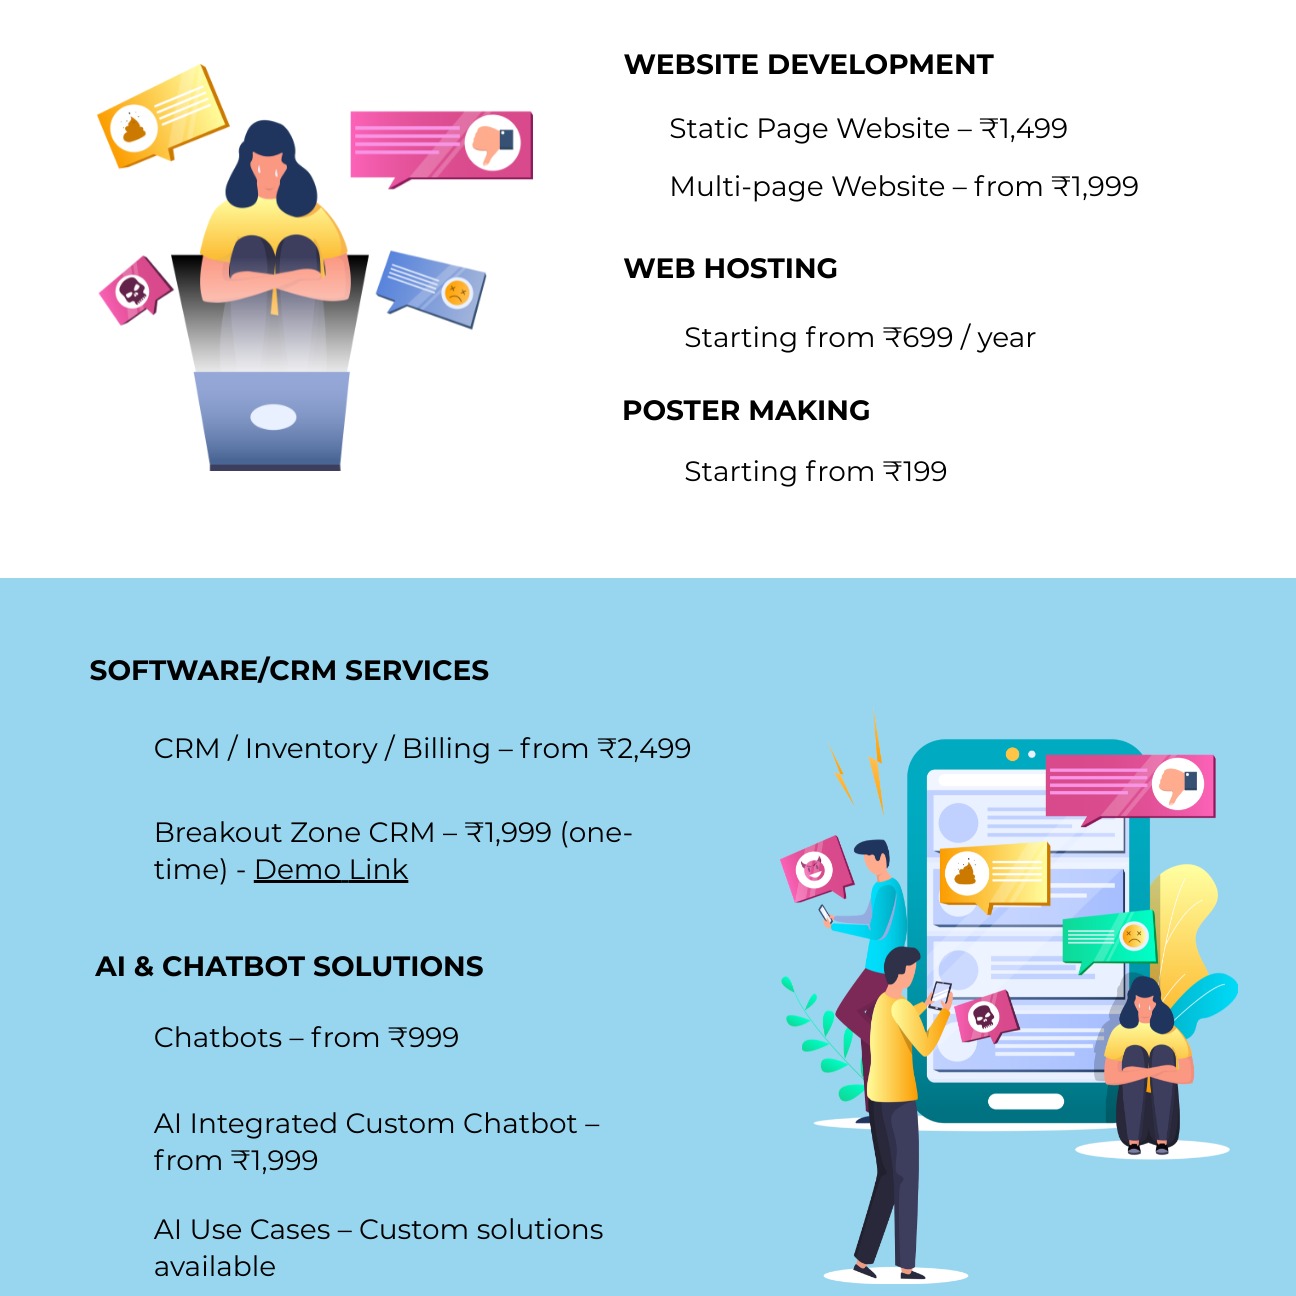 WEBSITE DEVELOPMENT
Static Page Website – ₹1,499
Multi-page Website – from ₹1,999
WEB HOSTING
Starting from ₹699 / year
POSTER MAKING
Starting from ₹199
SOFTWARE/CRM SERVICES
CRM / Inventory / Billing – from ₹2,499
Breakout Zone CRM – ₹1,999 (one-
time) - Demo Link
AI & CHATBOT SOLUTIONS
Chatbots – from ₹999
AI Integrated Custom Chatbot –
from ₹1,999
AI Use Cases – Custom solutions
available